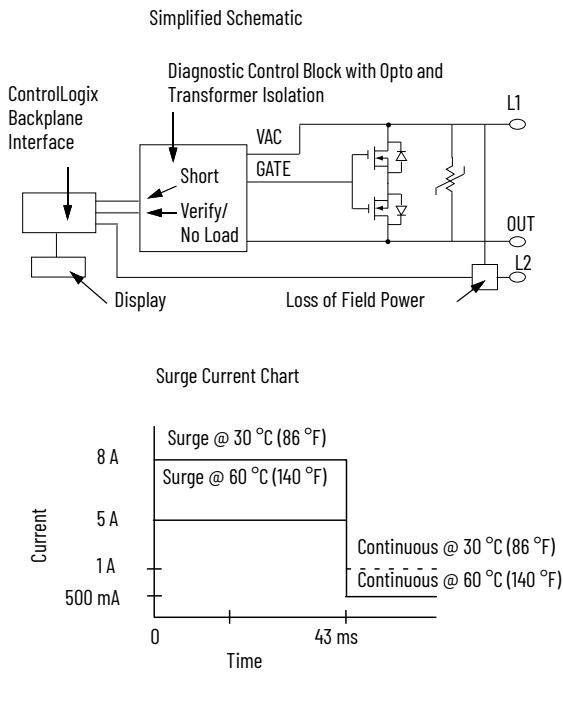 Simplified Schematic
Diagnostic Control Block with Opto and
Transformer Isolation
ControlLogix
Backplane
Interface
L1
VAC
GATE
Short
Verify/
No Load
OUT
L2
Display
Loss of Field Power
Surge Current Chart
Surge @ 30 °C (86 °F)
8 A
Surge @ 60 °C (140 °F)
5 A
Current
Continuous @ 30 °C (86 °F)
1 A
Continuous @ 60 °C (140 °F)
500 mA
0
43 ms
Time